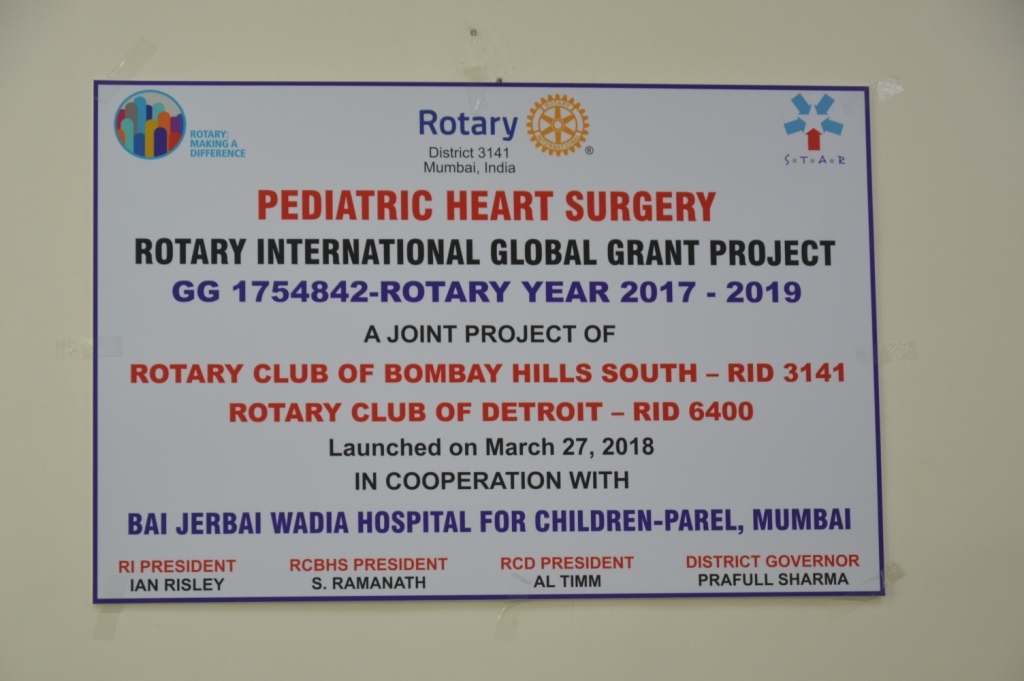 ROTARY:
MAKING A
DIFFERENCE
Rotary
District 3141
Mumbai, India
®
S★T★A★R
PEDIATRIC HEART SURGERY
ROTARY INTERNATIONAL GLOBAL GRANT PROJECT
GG 1754842-ROTARY YEAR 2017 - 2019
A JOINT PROJECT OF
ROTARY CLUB OF BOMBAY HILLS SOUTH – RID 3141
ROTARY CLUB OF DETROIT – RID 6400
Launched on March 27, 2018
IN COOPERATION WITH
BAI JERBAI WADIA HOSPITAL FOR CHILDREN-PAREL, MUMBAI
RI PRESIDENT
IAN RISLEY
RCBHS PRESIDENT
S. RAMANATH
RCD PRESIDENT
AL TIMM
DISTRICT GOVERNOR
PRAFULL SHARMA